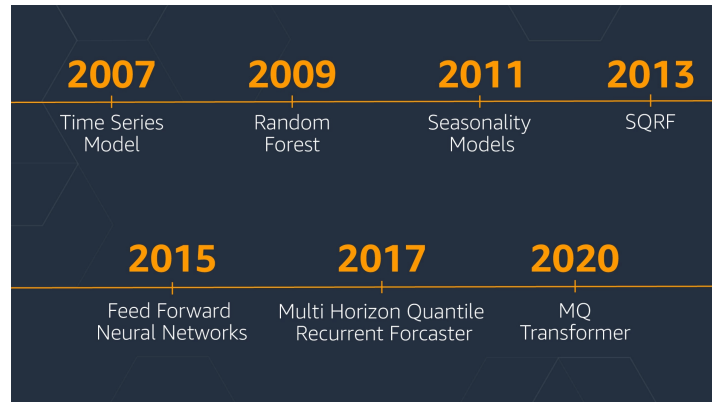 2007 2009 2011 2013
Time Series Random Seasonality SQRF
Model Forest Models
2015 2017 2020
Feed Forward Multi Horizon Quantile MQ
Neural Networks Recurrent Forcaster Transformer